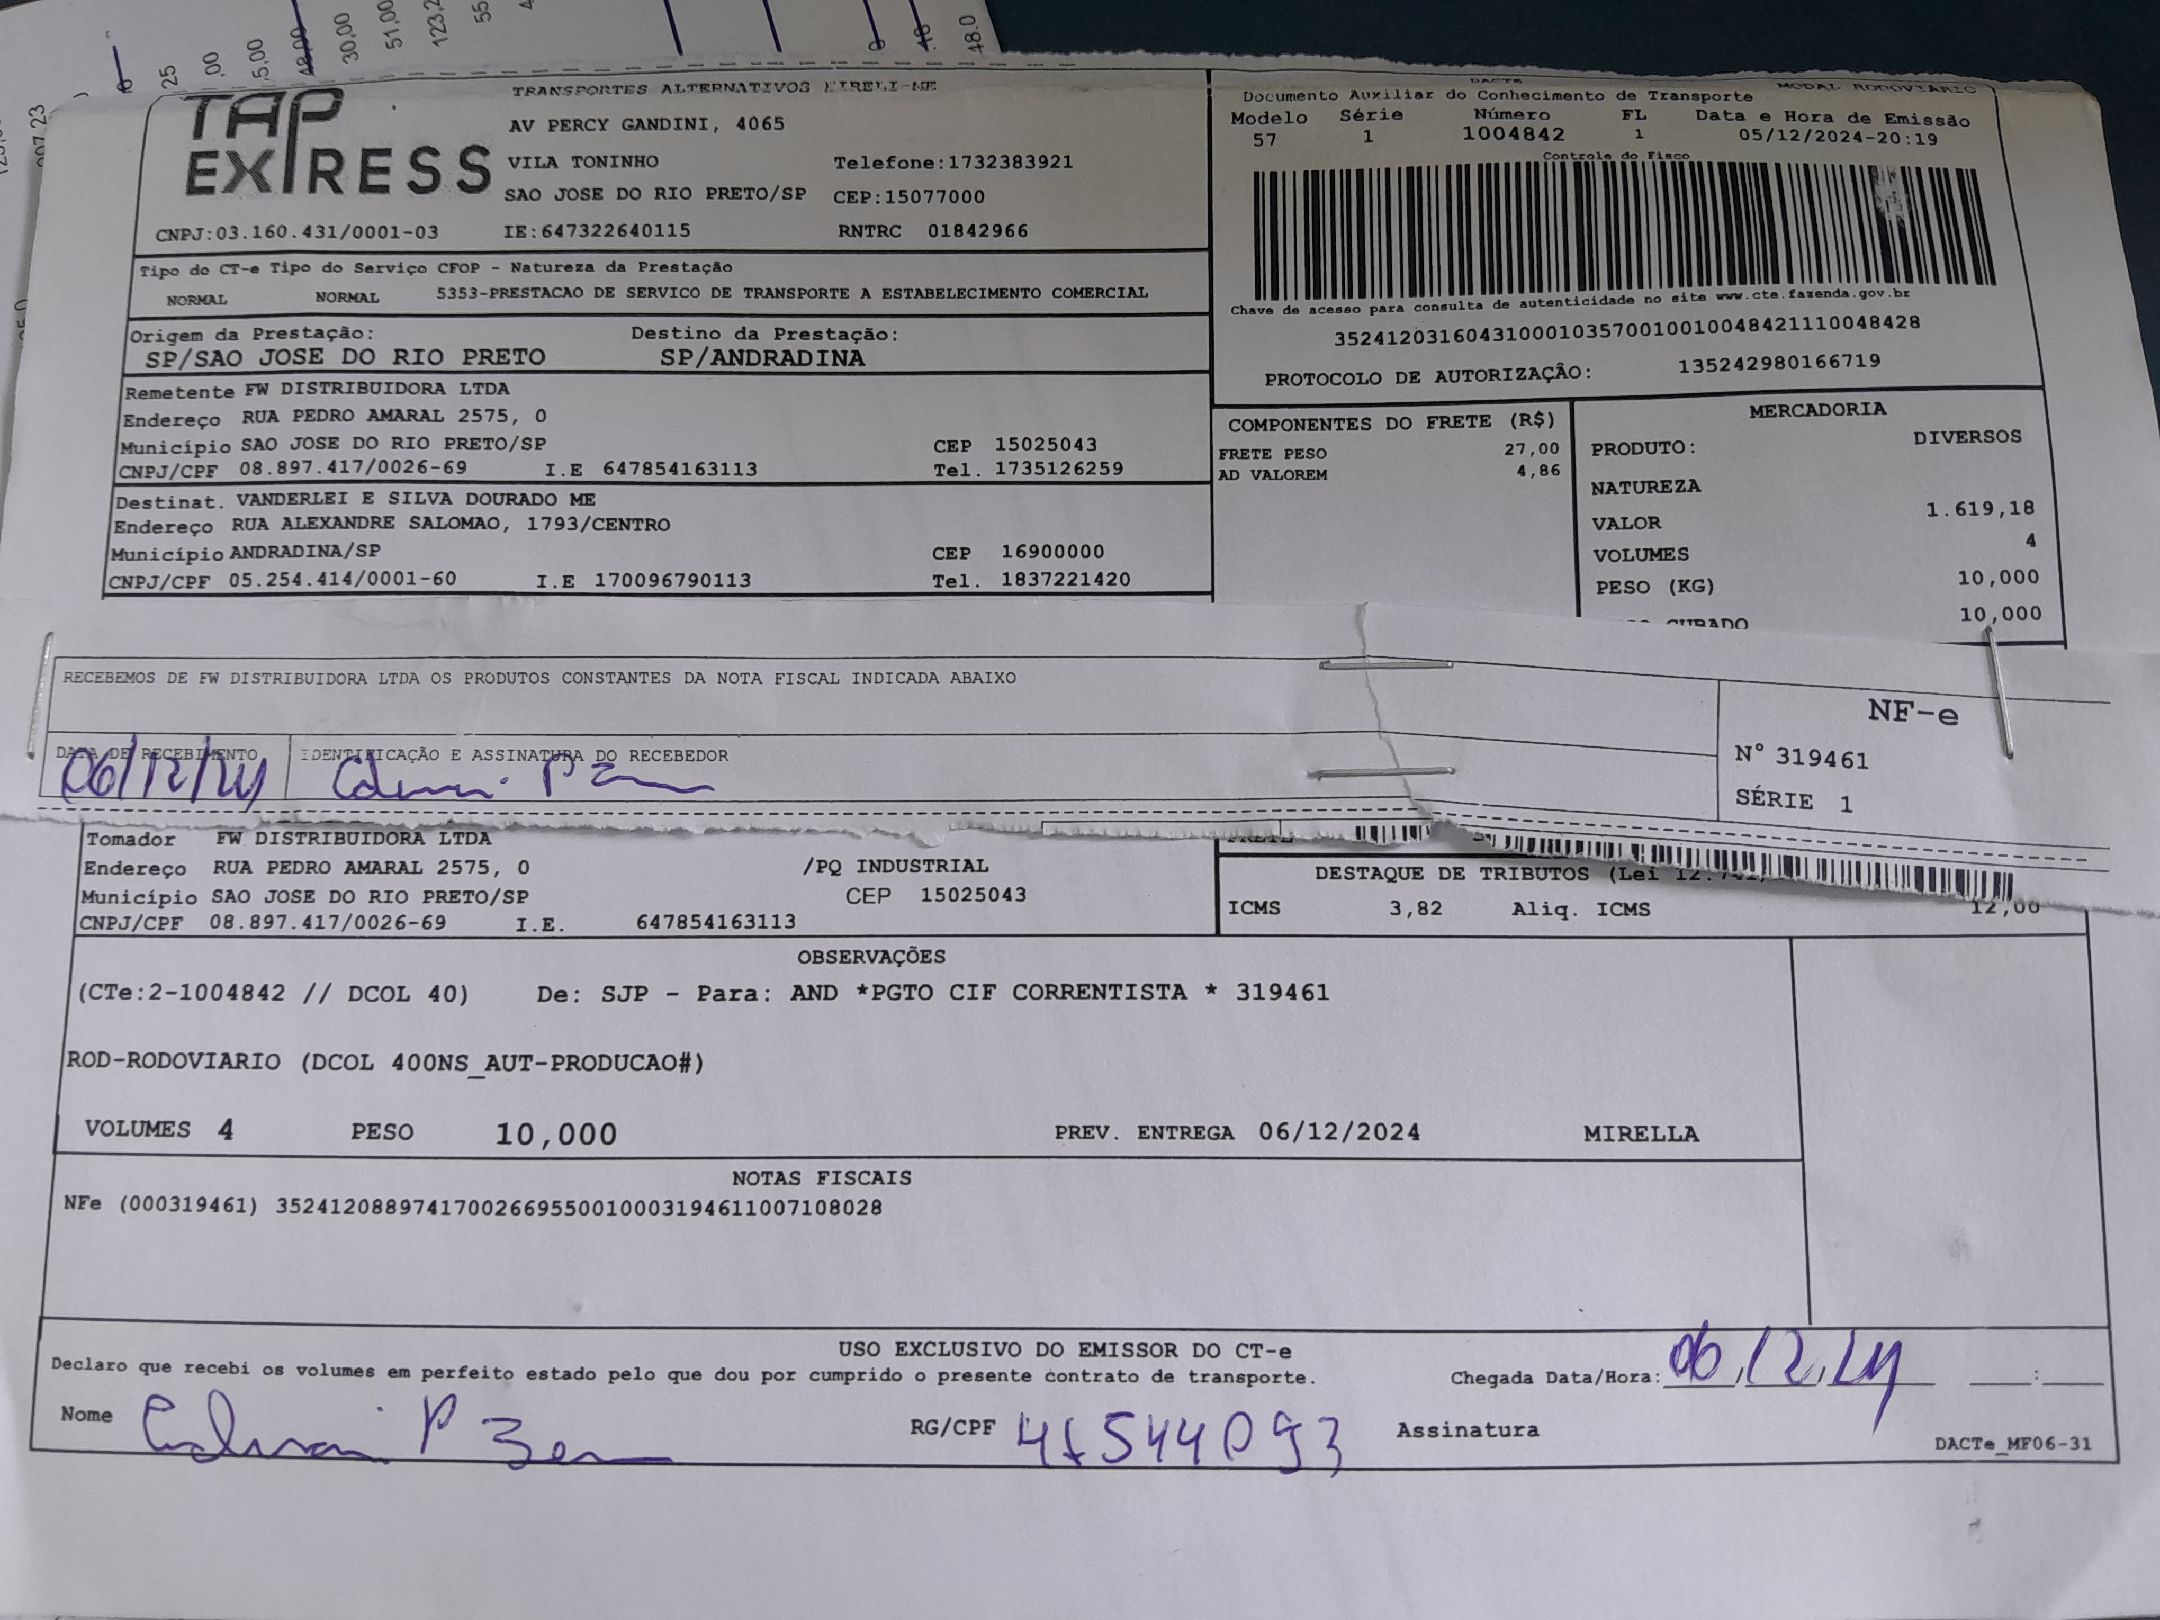 TAP
EXPRESS
TRANSPORTES ALTERNATIVOS EIRELI-ME
AV PERCY GANDINI, 4065
VILA TONINHO Telefone:1732383921
SAO JOSE DO RIO PRETO/SP CEP:15077000
CNPJ:03.160.431/0001-03 IE:647322640115 RNTRC 01842966
DACTE MODAL RODOVIARIO
Documento Auxiliar do Conhecimento de Transporte
Modelo Série Número FL Data e Hora de Emissão
57 1 1004842 1 05/12/2024-20:19
Controle do Fisco
Chave de acesso para consulta de autenticidade no site www.cte.fazenda.gov.br
35241203160431000103570010010048421110048428
PROTOCOLO DE AUTORIZAÇÃO: 135242980166719
Tipo do CT-e Tipo do Serviço CFOP - Natureza da Prestação
NORMAL NORMAL 5353-PRESTACAO DE SERVICO DE TRANSPORTE A ESTABELECIMENTO COMERCIAL
Origem da Prestação: Destino da Prestação:
SP/SAO JOSE DO RIO PRETO SP/ANDRADINA
Remetente FW DISTRIBUIDORA LTDA
Endereço RUA PEDRO AMARAL 2575, 0
Município SAO JOSE DO RIO PRETO/SP CEP 15025043
CNPJ/CPF 08.897.417/0026-69 I.E 647854163113 Tel. 1735126259
Destinat. VANDERLEI E SILVA DOURADO ME
Endereço RUA ALEXANDRE SALOMAO, 1793/CENTRO
Município ANDRADINA/SP CEP 16900000
CNPJ/CPF 05.254.414/0001-60 I.E 170096790113 Tel. 1837221420
COMPONENTES DO FRETE (R$)
FRETE PESO 27,00
AD VALOREM 4,86
MERCADORIA
PRODUTO: DIVERSOS
NATUREZA
VALOR 1.619,18
VOLUMES 4
PESO (KG) 10,000
CUBADO 10,000
RECEBEMOS DE FW DISTRIBUIDORA LTDA OS PRODUTOS CONSTANTES DA NOTA FISCAL INDICADA ABAIXO
DATA DE RECEBIMENTO IDENTIFICAÇÃO E ASSINATURA DO RECEBEDOR
06/12/24
NF-e
N° 319461
SÉRIE 1
Tomador FW DISTRIBUIDORA LTDA
Endereço RUA PEDRO AMARAL 2575, 0 /PQ INDUSTRIAL
Município SAO JOSE DO RIO PRETO/SP CEP 15025043
CNPJ/CPF 08.897.417/0026-69 I.E. 647854163113
FRETE
DESTAQUE DE TRIBUTOS (Lei 12.741,
ICMS 3,82 Aliq. ICMS 12,00
OBSERVAÇÕES
(CTe:2-1004842 // DCOL 40) De: SJP - Para: AND *PGTO CIF CORRENTISTA * 319461
ROD-RODOVIARIO (DCOL 400NS_AUT-PRODUCAO#)
VOLUMES 4 PESO 10,000 PREV. ENTREGA 06/12/2024 MIRELLA
NOTAS FISCAIS
NFe (000319461) 35241208897417002669550010003194611007108028
USO EXCLUSIVO DO EMISSOR DO CT-e
Declaro que recebi os volumes em perfeito estado pelo que dou por cumprido o presente contrato de transporte. Chegada Data/Hora: 06/12/24 :
Nome RG/CPF 41544093 Assinatura
DACTe_MF06-31